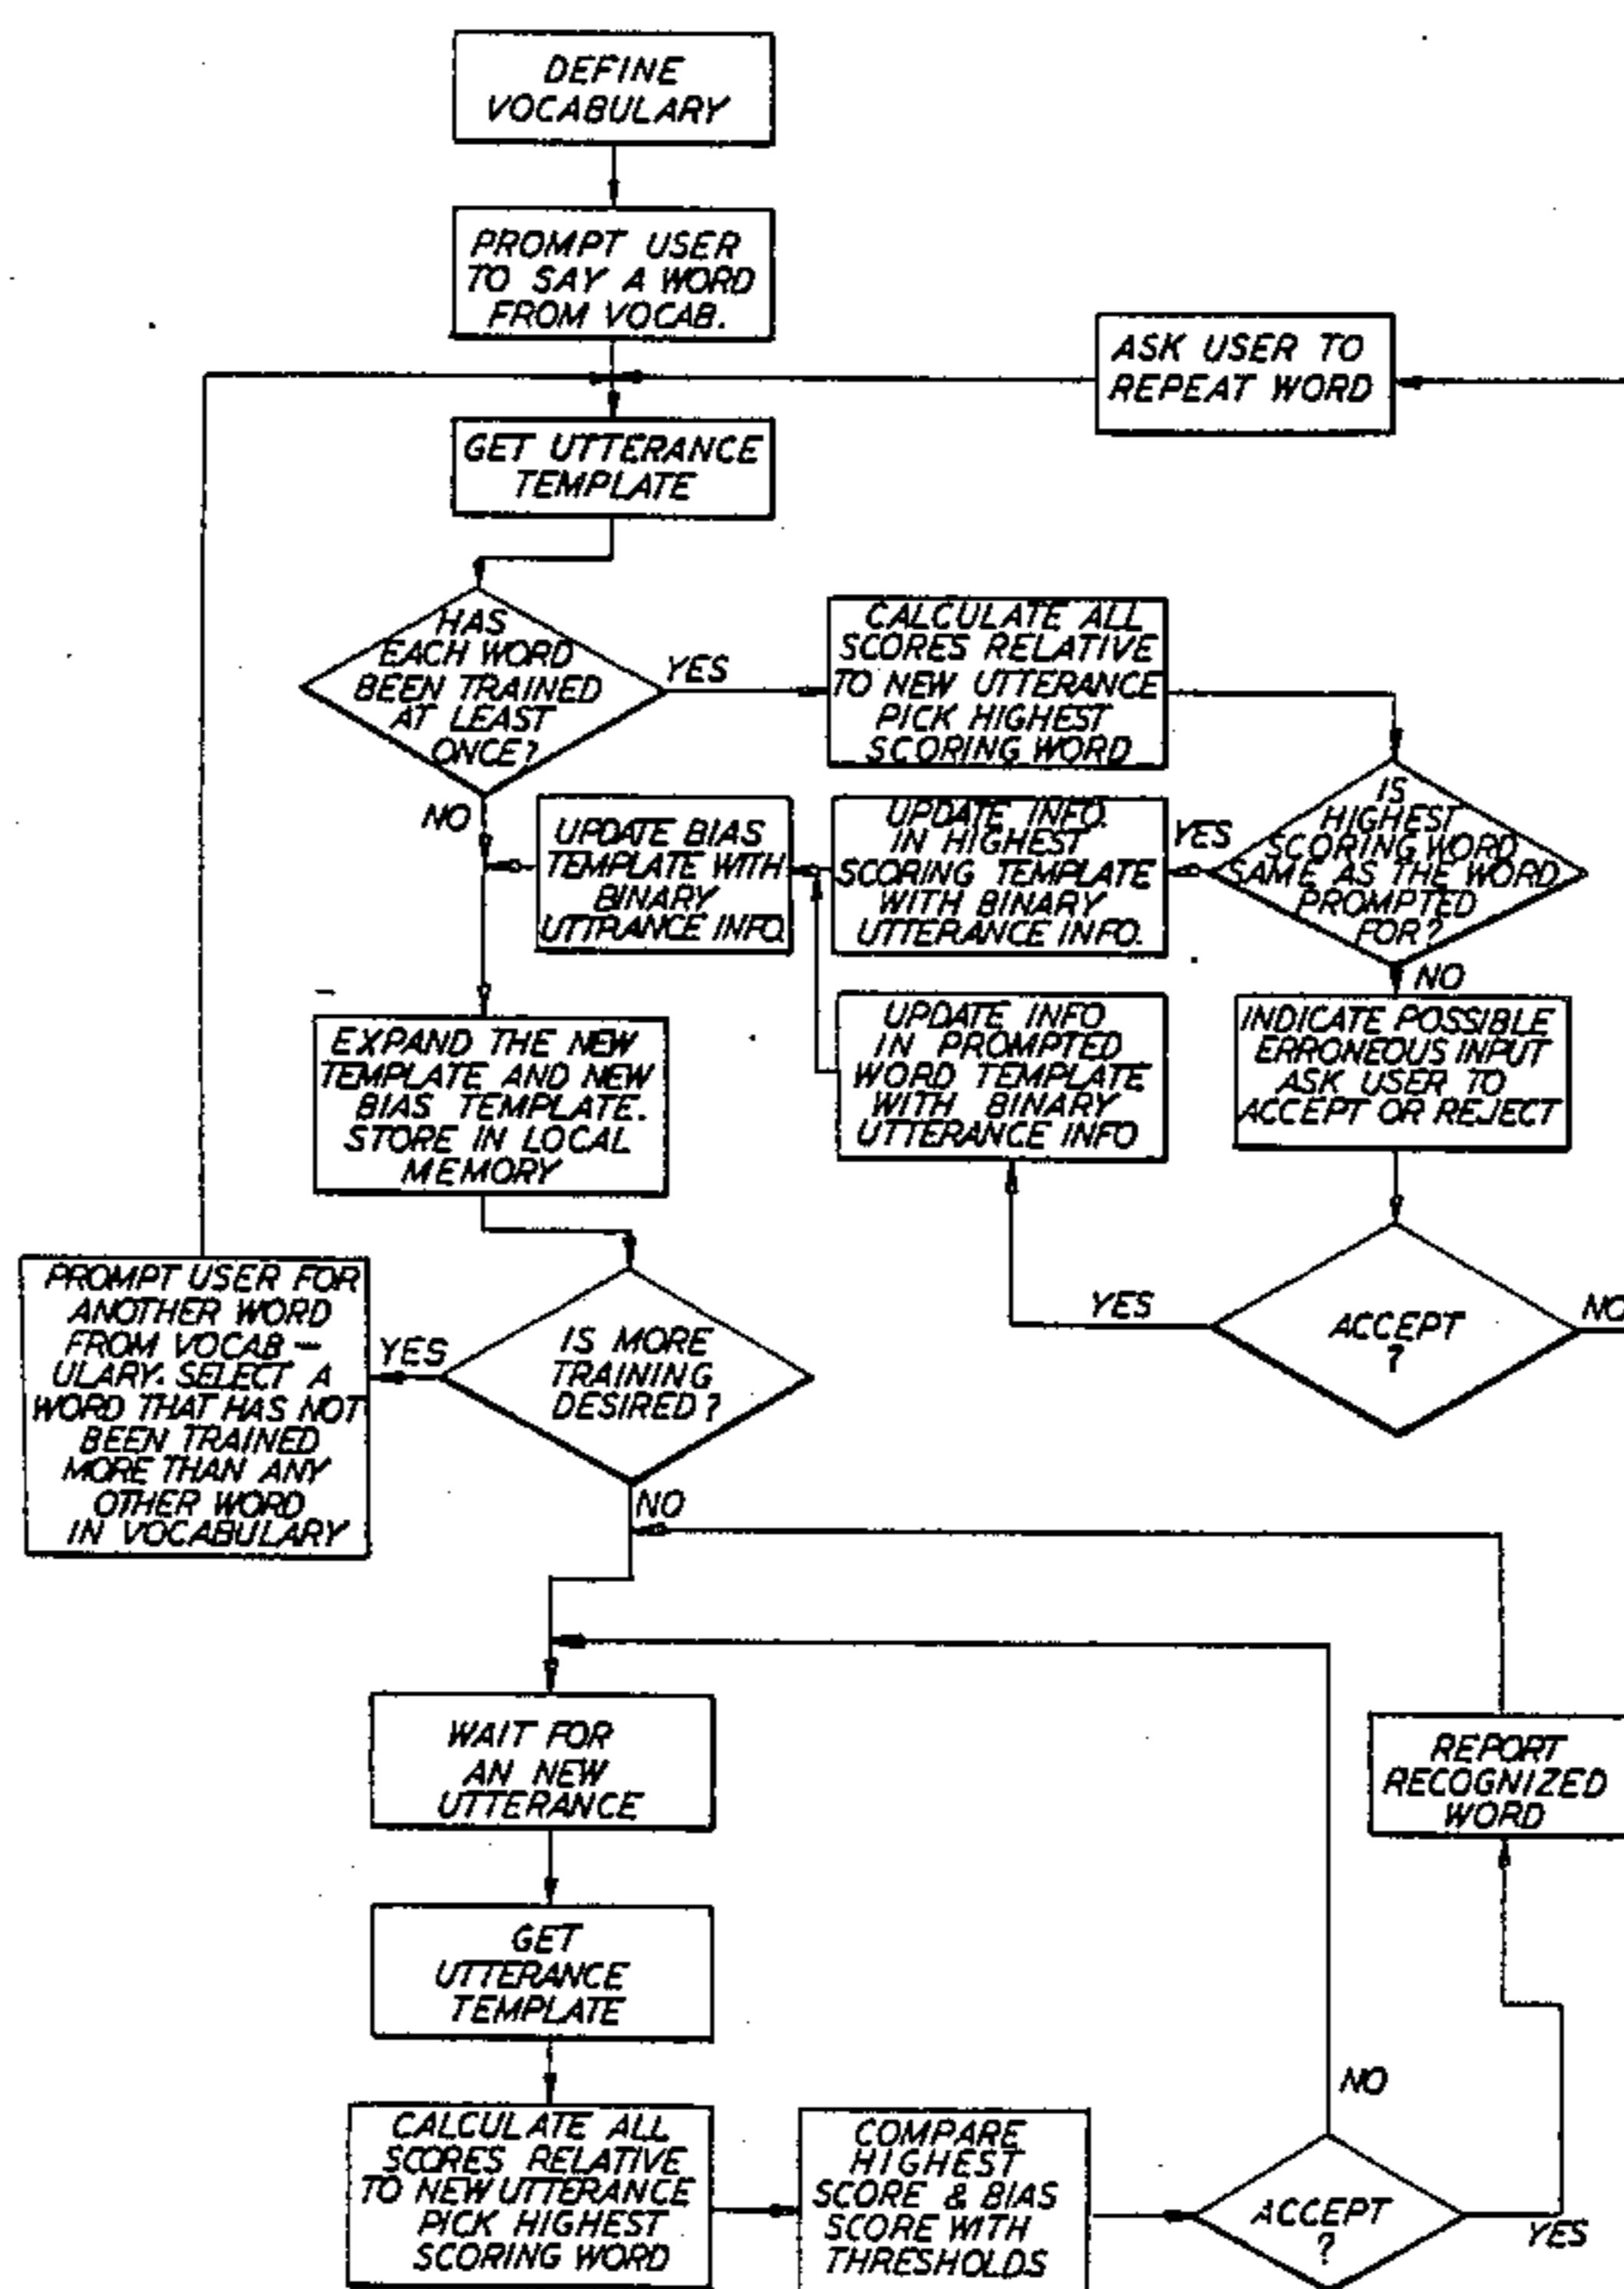 DEFINE
VOCABULARY
PROMPT USER
TO SAY A WORD
FROM VOCAB.
ASK USER TO
REPEAT WORD
GET UTTERANCE
TEMPLATE
HAS
EACH WORD
BEEN TRAINED
AT LEAST
ONCE?
YES
CALCULATE ALL
SCORES RELATIVE
TO NEW UTTERANCE
PICK HIGHEST
SCORING WORD
IS
HIGHEST
SCORING WORD
SAME AS THE WORD
PROMPTED
FOR?
YES
UPDATE INFO.
IN HIGHEST
SCORING TEMPLATE
WITH BINARY
UTTERANCE INFO.
UPDATE BIAS
TEMPLATE WITH
BINARY
UTTRANCE INFO.
NO
NO
INDICATE POSSIBLE
ERRONEOUS INPUT
ASK USER TO
ACCEPT OR REJECT
UPDATE INFO
IN PROMPTED
WORD TEMPLATE
WITH BINARY
UTTERANCE INFO
EXPAND THE NEW
TEMPLATE AND NEW
BIAS TEMPLATE.
STORE IN LOCAL
MEMORY
YES
ACCEPT
?
NO
IS MORE
TRAINING
DESIRED?
YES
PROMPT USER FOR
ANOTHER WORD
FROM VOCAB-
ULARY. SELECT A
WORD THAT HAS NOT
BEEN TRAINED
MORE THAN ANY
OTHER WORD
IN VOCABULARY
NO
WAIT FOR
AN NEW
UTTERANCE
REPORT
RECOGNIZED
WORD
GET
UTTERANCE
TEMPLATE
CALCULATE ALL
SCORES RELATIVE
TO NEW UTTERANCE
PICK HIGHEST
SCORING WORD
COMPARE
HIGHEST
SCORE & BIAS
SCORE WITH
THRESHOLDS
NO
ACCEPT
?
YES